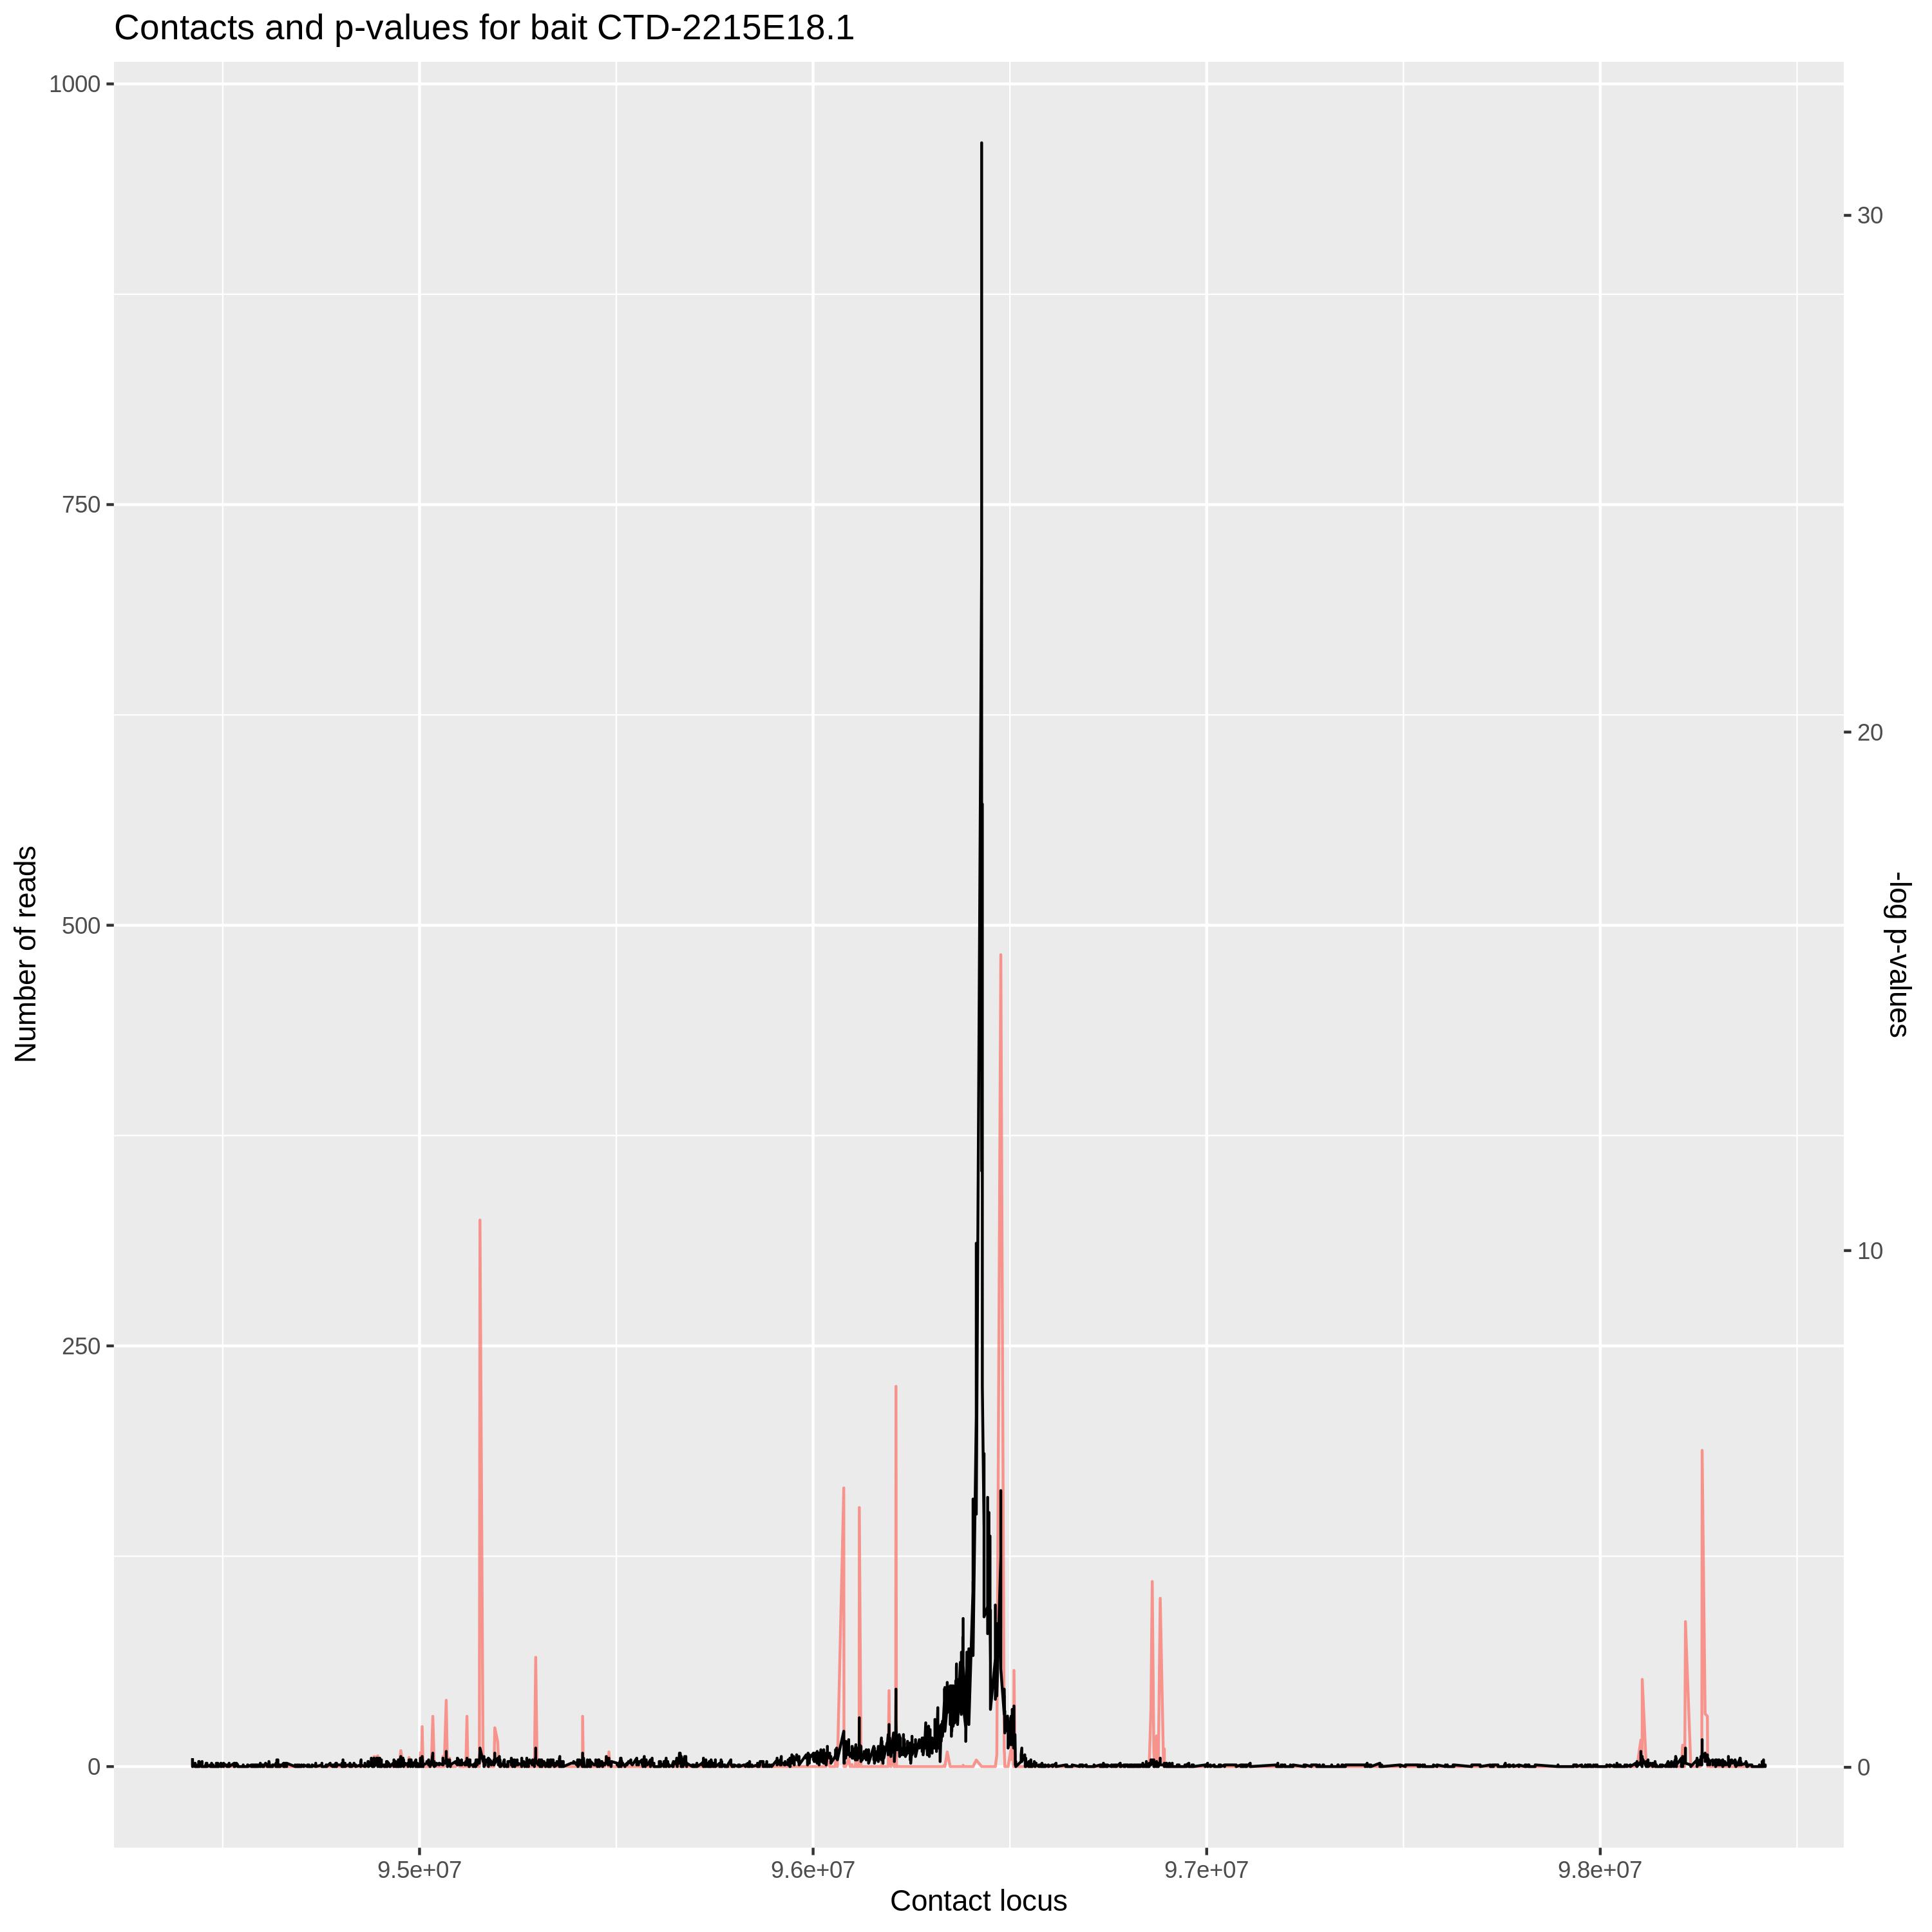 Contacts and p-values for bait CTD-2215E18.1
1000
750
500
250
0
Number of reads
30
20
10
0
-log p-values
9.5e+07
9.6e+07
9.7e+07
9.8e+07
Contact locus